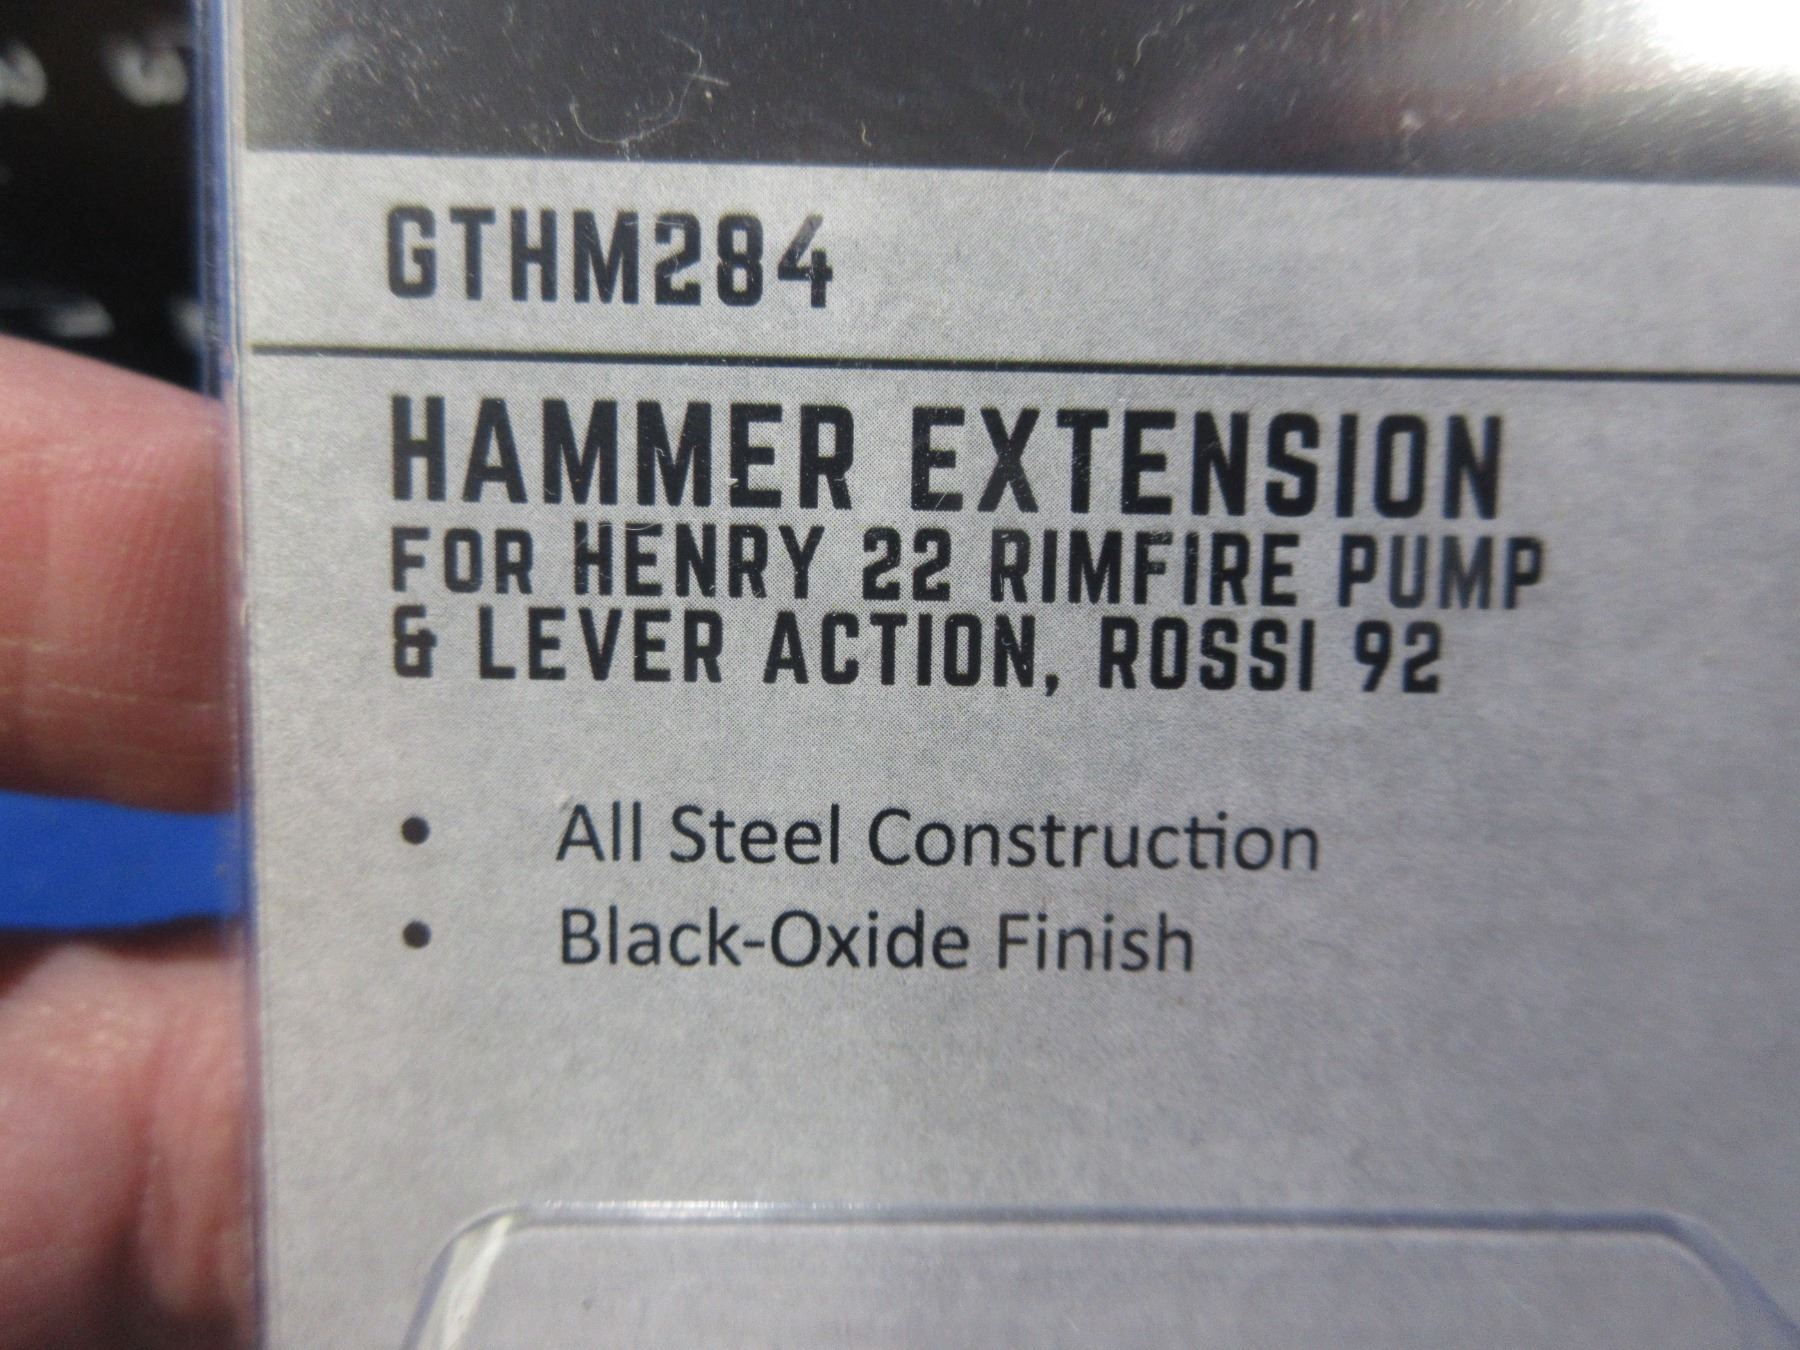 GTHM284
HAMMER EXTENSION
FOR HENRY 22 RIMFIRE PUMP
& LEVER ACTION, ROSSI 92
• All Steel Construction
• Black-Oxide Finish